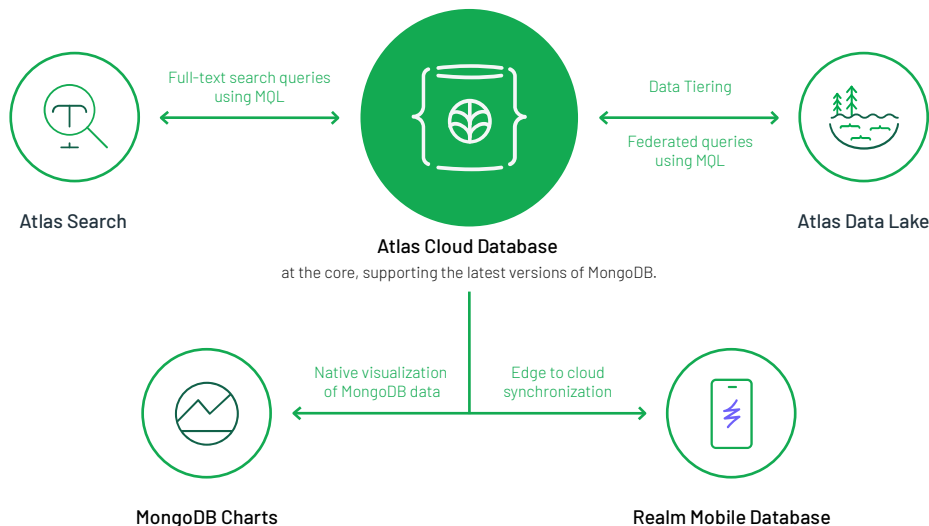 Full-text search queries
using MQL
Data Tiering
Federated queries
using MQL
Atlas Search
Atlas Data Lake
Atlas Cloud Database
at the core, supporting the latest versions of MongoDB.
Native visualization
of MongoDB data
Edge to cloud
synchronization
MongoDB Charts
Realm Mobile Database